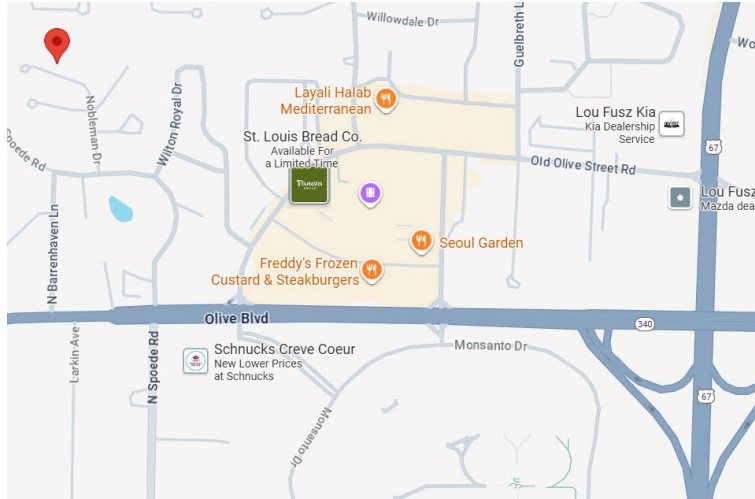 Willowdale Dr
Guelbreth L
Wo
Layali Halab
Mediterranean
Lou Fusz Kia
Kia Dealership
Service
67
Nobleman Dr
Wilton Royal Dr
St. Louis Bread Co.
Available For
a Limited Time
Panera
Spoede Rd
Old Olive Street Rd
Lou Fusz
Mazda dea
N Barrenhaven Ln
Seoul Garden
Freddy's Frozen
Custard & Steakburgers
Olive Blvd
340
Larkin Ave
N Spoede Rd
Schnucks Creve Coeur
New Lower Prices
at Schnucks
Monsanto Dr
67
Monsanto Dr